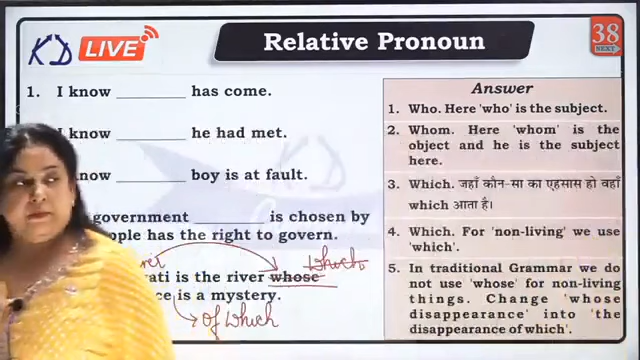 KD LIVE
Relative Pronoun
38
NEXT
1. I know ________ has come.
I know ________ he had met.
know ________ boy is at fault.
government ________ is chosen by
ople has the right to govern.
which
ati is the river whose
ce is a mystery.
of which
Answer
1. Who. Here 'who' is the subject.
2. Whom. Here 'whom' is the
object and he is the subject
here.
3. Which. जहाँ कौन-सा का एहसास हो वहाँ
which आता है।
4. Which. For 'non-living' we use
'which'.
5. In traditional Grammar we do
not use 'whose' for non-living
things. Change 'whose
disappearance' into 'the
disappearance of which'.